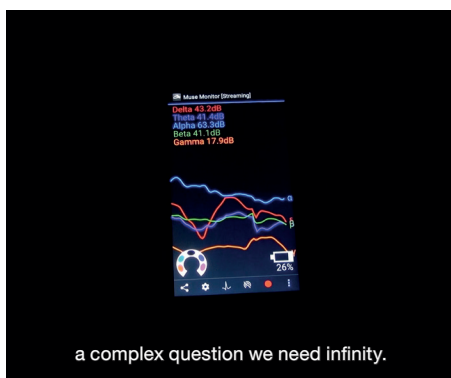 Muse Monitor [Streaming]
Delta 43.2dB
Theta 41.4dB
Alpha 63.3dB
Beta 41.1dB
Gamma 17.9dB
α
β
26%
a complex question we need infinity.